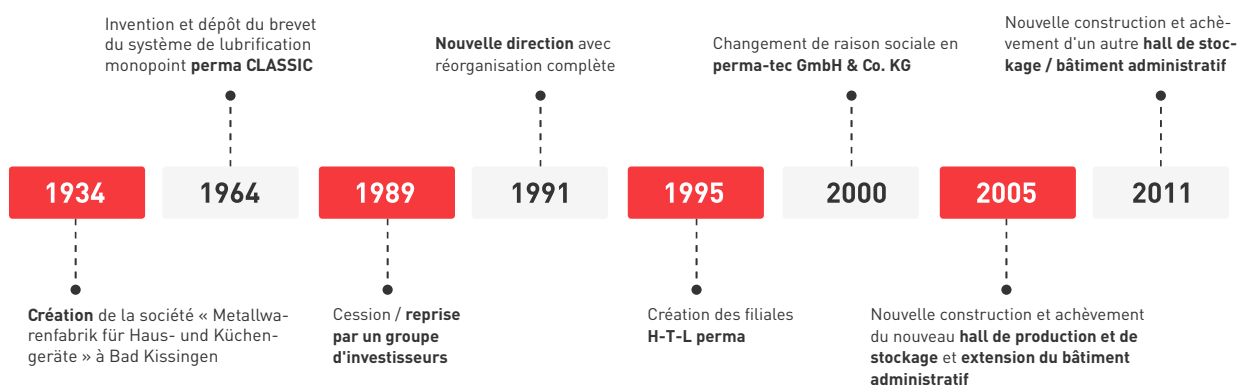 Invention et dépôt du brevet
du système de lubrification
monopoint perma CLASSIC
Nouvelle direction avec
réorganisation complète
Changement de raison sociale en
perma-tec GmbH & Co. KG
Nouvelle construction et achè-
vement d'un autre hall de stoc-
kage / bâtiment administratif
1934
1964
1989
1991
1995
2000
2005
2011
Création de la société « Metallwa-
renfabrik für Haus- und Küchen-
geräte » à Bad Kissingen
Cession / reprise
par un groupe
d'investisseurs
Création des filiales
H-T-L perma
Nouvelle construction et achèvement
du nouveau hall de production et de
stockage et extension du bâtiment
administratif